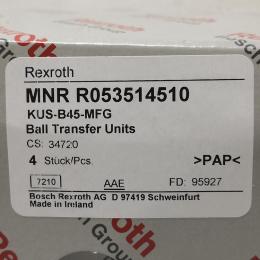 Rexroth
MNR R053514510
KUS-B45-MFG
Ball Transfer Units
CS: 34720
4 Stück/Pcs. >PAP<
7210 AAE FD: 95927
Bosch Rexroth AG D 97419 Schweinfurt
Made in Ireland